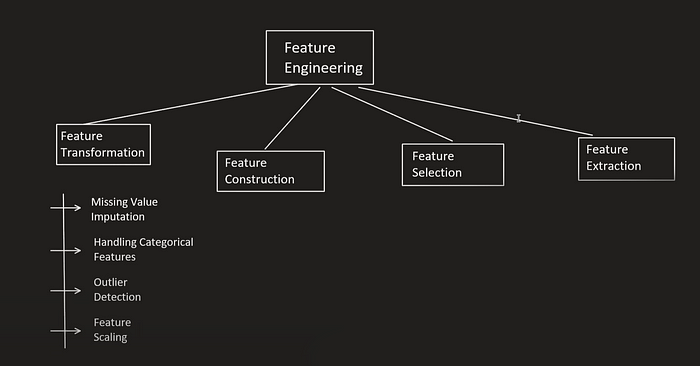 Feature
Engineering
Feature
Transformation
Feature
Construction
Feature
Selection
Feature
Extraction
Missing Value
Imputation
Handling Categorical
Features
Outlier
Detection
Feature
Scaling